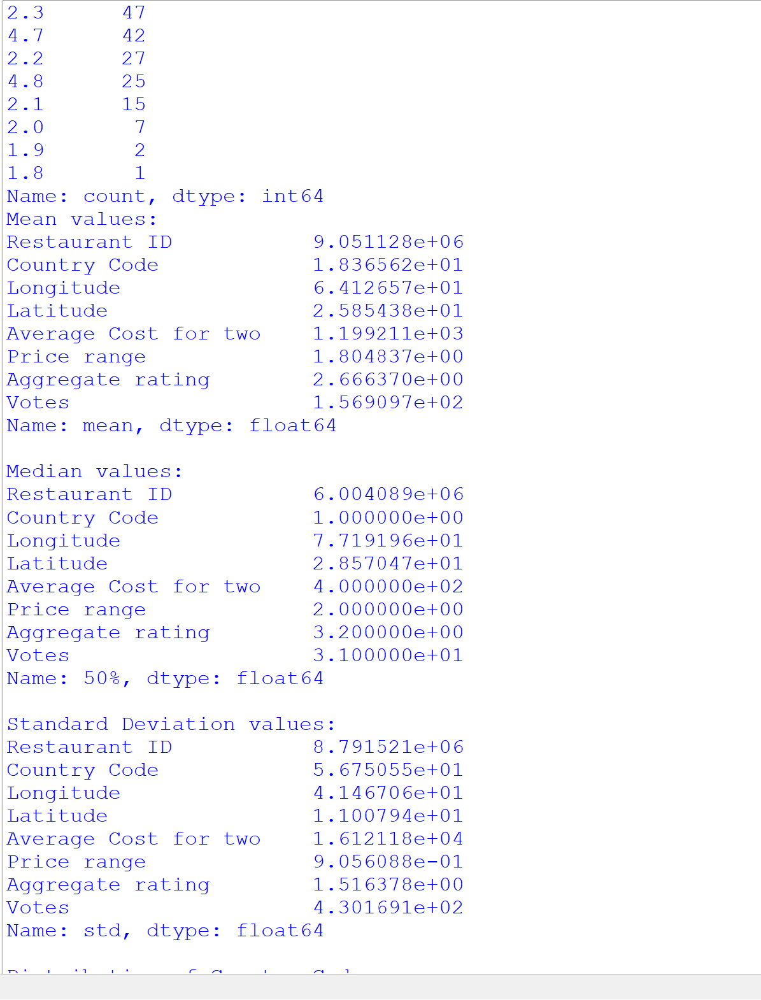 2.3      47
4.7      42
2.2      27
4.8      25
2.1      15
2.0       7
1.9       2
1.8       1
Name: count, dtype: int64
Mean values:
Restaurant ID           9.051128e+06
Country Code            1.836562e+01
Longitude               6.412657e+01
Latitude                2.585438e+01
Average Cost for two    1.199211e+03
Price range             1.804837e+00
Aggregate rating        2.666370e+00
Votes                   1.569097e+02
Name: mean, dtype: float64

Median values:
Restaurant ID           6.004089e+06
Country Code            1.000000e+00
Longitude               7.719196e+01
Latitude                2.857047e+01
Average Cost for two    4.000000e+02
Price range             2.000000e+00
Aggregate rating        3.200000e+00
Votes                   3.100000e+01
Name: 50%, dtype: float64

Standard Deviation values:
Restaurant ID           8.791521e+06
Country Code            5.675055e+01
Longitude               4.146706e+01
Latitude                1.100794e+01
Average Cost for two    1.612118e+04
Price range             9.056088e-01
Aggregate rating        1.516378e+00
Votes                   4.301691e+02
Name: std, dtype: float64